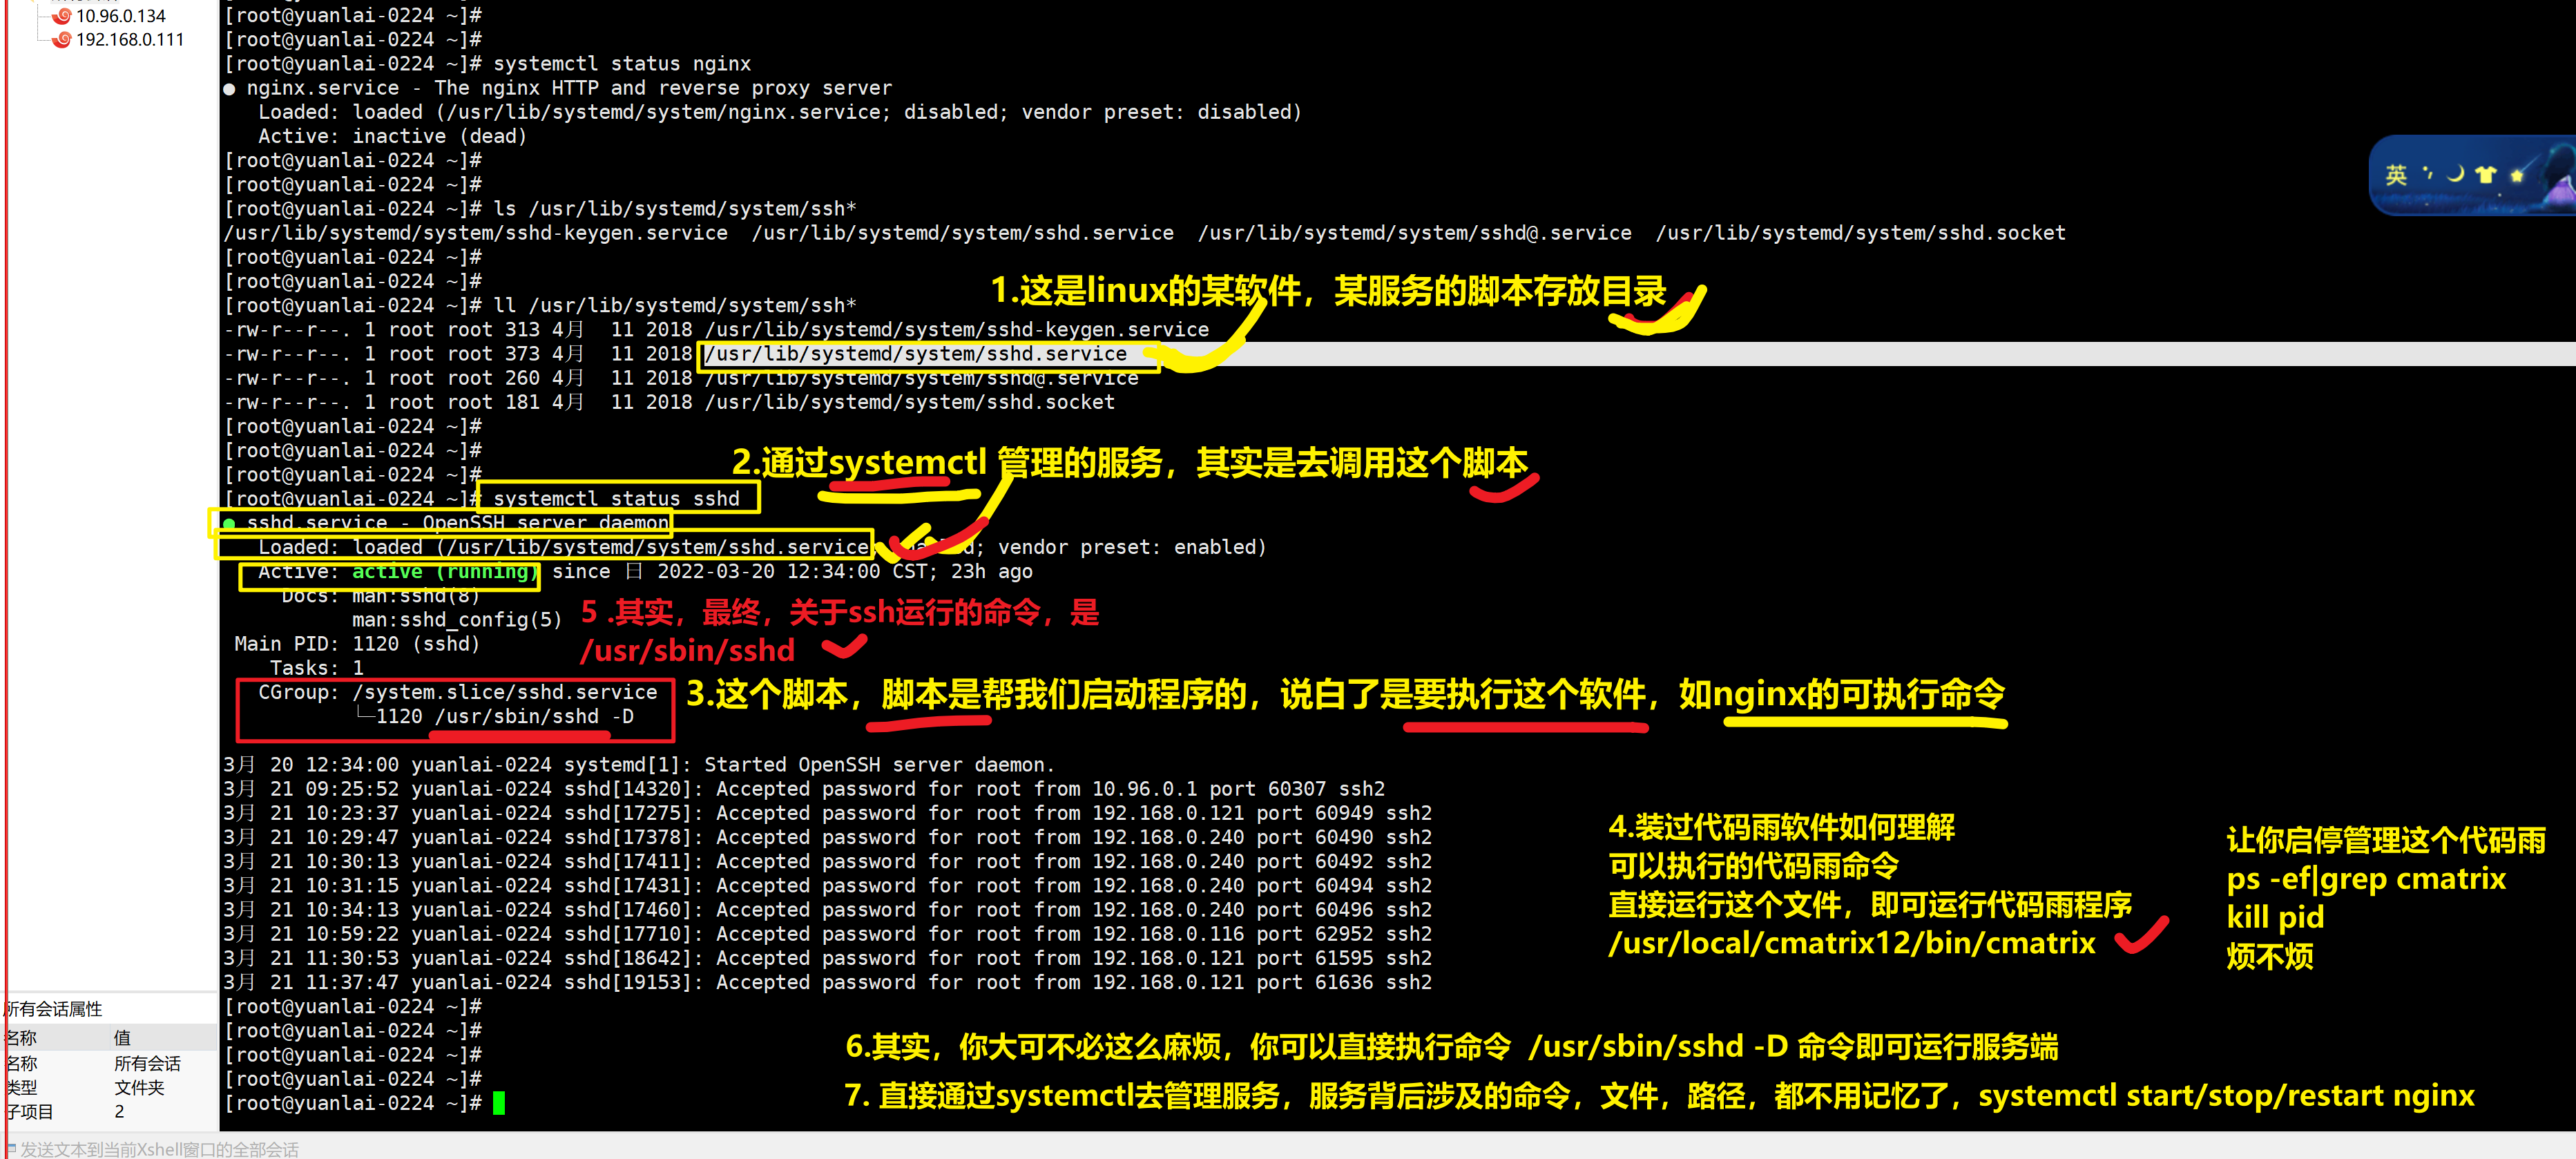 10.96.0.134
192.168.0.111
[root@yuanlai-0224 ~]#
[root@yuanlai-0224 ~]#
[root@yuanlai-0224 ~]# systemctl status nginx
● nginx.service - The nginx HTTP and reverse proxy server
Loaded: loaded (/usr/lib/systemd/system/nginx.service; disabled; vendor preset: disabled)
Active: inactive (dead)
[root@yuanlai-0224 ~]#
[root@yuanlai-0224 ~]#
[root@yuanlai-0224 ~]# ls /usr/lib/systemd/system/ssh*
/usr/lib/systemd/system/sshd-keygen.service /usr/lib/systemd/system/sshd.service /usr/lib/systemd/system/sshd@.service /usr/lib/systemd/system/sshd.socket
[root@yuanlai-0224 ~]#
[root@yuanlai-0224 ~]#
1.这是linux的某软件，某服务的脚本存放目录
[root@yuanlai-0224 ~]# ll /usr/lib/systemd/system/ssh*
-rw-r--r--. 1 root root 313 4月 11 2018 /usr/lib/systemd/system/sshd-keygen.service
-rw-r--r--. 1 root root 373 4月 11 2018 /usr/lib/systemd/system/sshd.service
-rw-r--r--. 1 root root 260 4月 11 2018 /usr/lib/systemd/system/sshd@.service
-rw-r--r--. 1 root root 181 4月 11 2018 /usr/lib/systemd/system/sshd.socket
[root@yuanlai-0224 ~]#
[root@yuanlai-0224 ~]#
2.通过systemctl 管理的服务，其实是去调用这个脚本
[root@yuanlai-0224 ~]#
[root@yuanlai-0224 ~]# systemctl status sshd
● sshd.service - OpenSSH server daemon
Loaded: loaded (/usr/lib/systemd/system/sshd.service; vendor preset: enabled)
Active: active (running) since 日 2022-03-20 12:34:00 CST; 23h ago
Docs: man:sshd(8)
man:sshd_config(5)
5 .其实，最终，关于ssh运行的命令，是
/usr/sbin/sshd
Main PID: 1120 (sshd)
Tasks: 1
CGroup: /system.slice/sshd.service
└─1120 /usr/sbin/sshd -D
3.这个脚本，脚本是帮我们启动程序的，说白了是要执行这个软件，如nginx的可执行命令
3月 20 12:34:00 yuanlai-0224 systemd[1]: Started OpenSSH server daemon.
3月 21 09:25:52 yuanlai-0224 sshd[14320]: Accepted password for root from 10.96.0.1 port 60307 ssh2
3月 21 10:23:37 yuanlai-0224 sshd[17275]: Accepted password for root from 192.168.0.121 port 60949 ssh2
3月 21 10:29:47 yuanlai-0224 sshd[17378]: Accepted password for root from 192.168.0.240 port 60490 ssh2
3月 21 10:30:13 yuanlai-0224 sshd[17411]: Accepted password for root from 192.168.0.240 port 60492 ssh2
3月 21 10:31:15 yuanlai-0224 sshd[17431]: Accepted password for root from 192.168.0.240 port 60494 ssh2
3月 21 10:34:13 yuanlai-0224 sshd[17460]: Accepted password for root from 192.168.0.240 port 60496 ssh2
3月 21 10:59:22 yuanlai-0224 sshd[17710]: Accepted password for root from 192.168.0.116 port 62952 ssh2
3月 21 11:30:53 yuanlai-0224 sshd[18642]: Accepted password for root from 192.168.0.121 port 61595 ssh2
3月 21 11:37:47 yuanlai-0224 sshd[19153]: Accepted password for root from 192.168.0.121 port 61636 ssh2
4.装过代码雨软件如何理解
可以执行的代码雨命令
直接运行这个文件，即可运行代码雨程序
/usr/local/cmatrix12/bin/cmatrix
让你启停管理这个代码雨
ps -ef|grep cmatrix
kill pid
烦不烦
[root@yuanlai-0224 ~]#
[root@yuanlai-0224 ~]#
[root@yuanlai-0224 ~]#
[root@yuanlai-0224 ~]#
[root@yuanlai-0224 ~]#
6.其实，你大可不必这么麻烦，你可以直接执行命令 /usr/sbin/sshd -D 命令即可运行服务端
7. 直接通过systemctl去管理服务，服务背后涉及的命令，文件，路径，都不用记忆了，systemctl start/stop/restart nginx
英
所有会话属性
名称 值
名称 所有会话
类型 文件夹
子项目 2
发送文本到当前Xshell窗口的全部会话